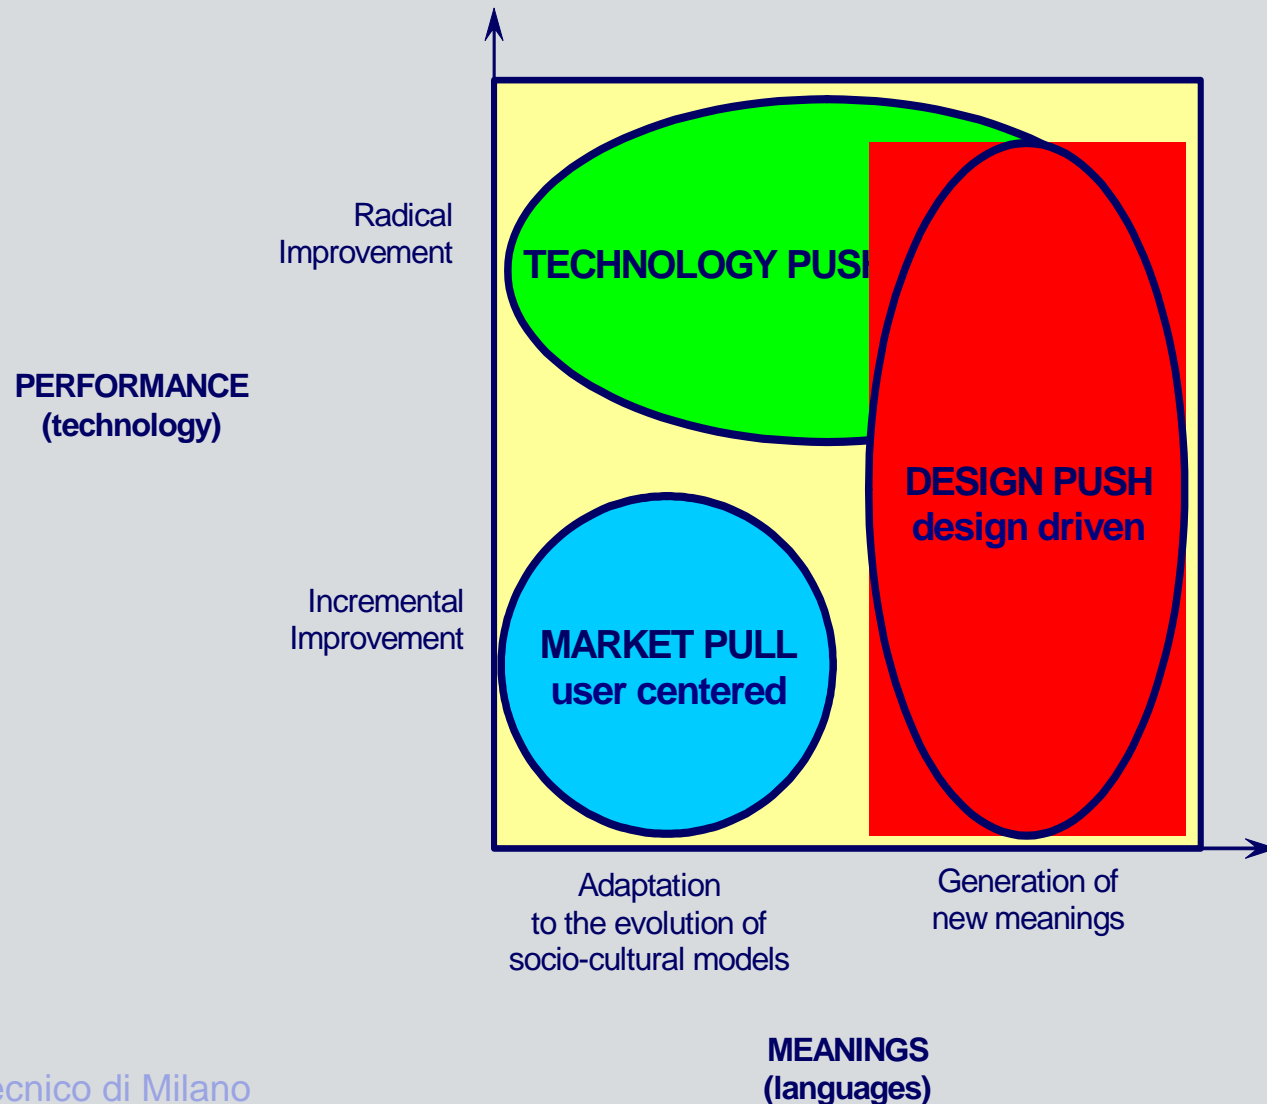 Radical
Improvement
TECHNOLOGY PUSH
PERFORMANCE
(technology)
DESIGN PUSH
design driven
Incremental
Improvement
MARKET PULL
user centered
Adaptation
to the evolution of
socio-cultural models
Generation of
new meanings
MEANINGS
(languages)
ecnico di Milano